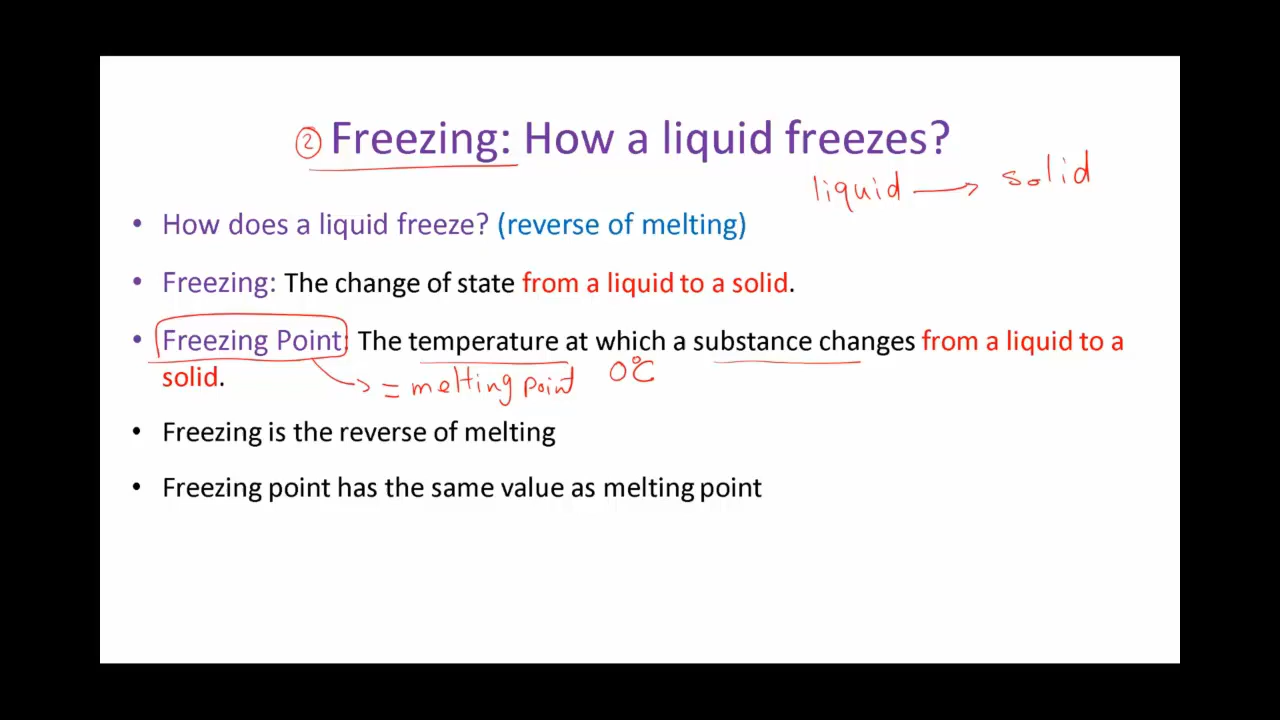 ② Freezing: How a liquid freezes?
liquid → solid
• How does a liquid freeze? (reverse of melting)
• Freezing: The change of state from a liquid to a solid.
• Freezing Point: The temperature at which a substance changes from a liquid to a
solid.
→ = melting point 0°C
• Freezing is the reverse of melting
• Freezing point has the same value as melting point